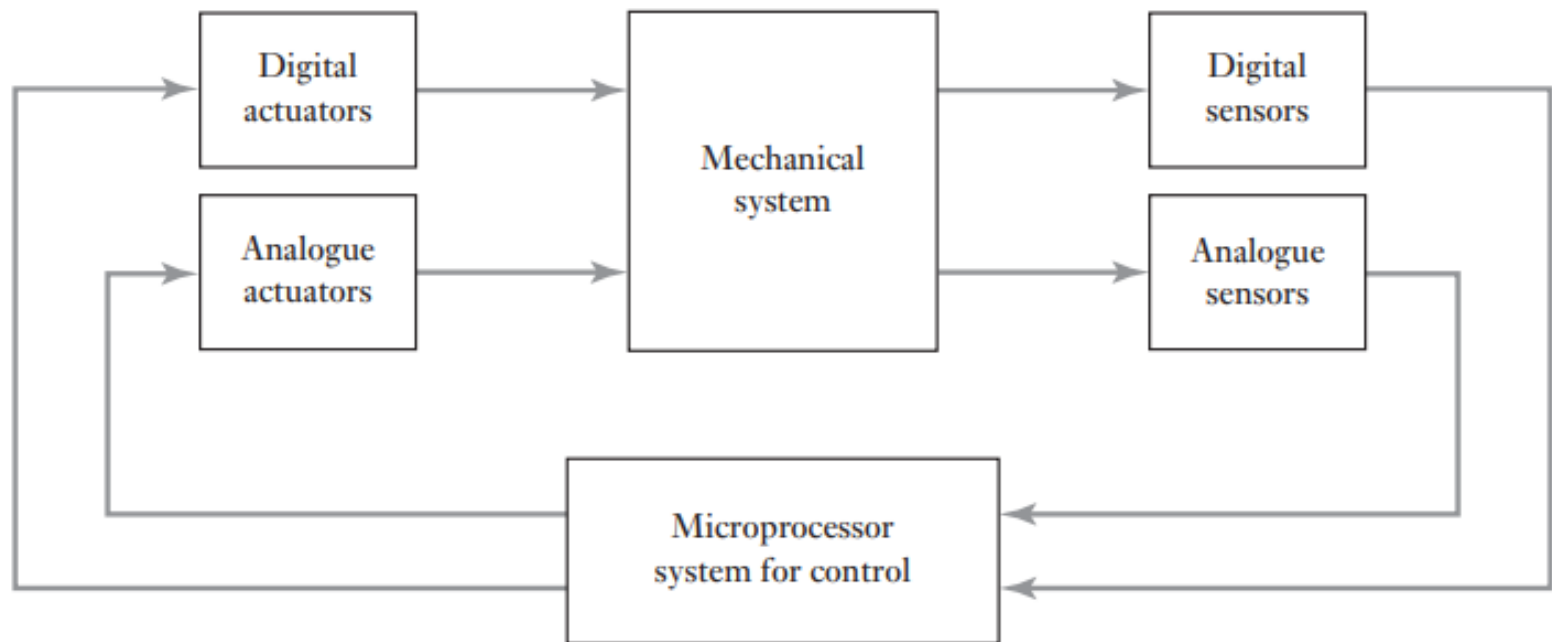 Digital
actuators
Mechanical
system
Digital
sensors
Analogue
actuators
Analogue
sensors
Microprocessor
system for control